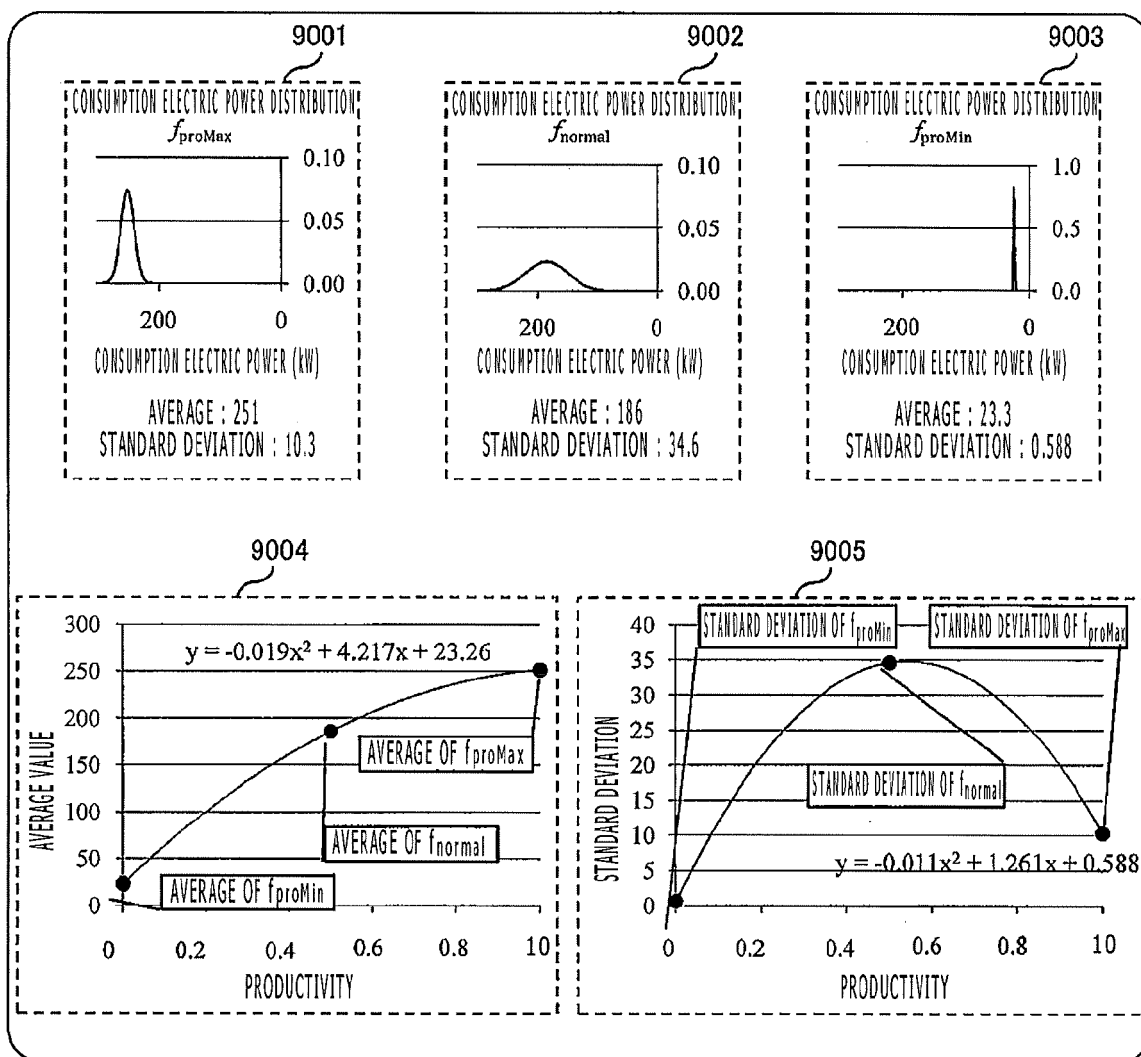 9001
9002
9003
CONSUMPTION ELECTRIC POWER DISTRIBUTION
fproMax
0.10
0.05
0.00
200
0
CONSUMPTION ELECTRIC POWER (kW)
AVERAGE : 251
STANDARD DEVIATION : 10.3
CONSUMPTION ELECTRIC POWER DISTRIBUTION
fnormal
0.10
0.05
0.00
200
0
CONSUMPTION ELECTRIC POWER (kW)
AVERAGE : 186
STANDARD DEVIATION : 34.6
CONSUMPTION ELECTRIC POWER DISTRIBUTION
fproMin
1.0
0.5
0.0
200
0
CONSUMPTION ELECTRIC POWER (kW)
AVERAGE : 23.3
STANDARD DEVIATION : 0.588
9004
300
250
200
150
100
50
0
AVERAGE VALUE
y = -0.019x² + 4.217x + 23.26
AVERAGE OF fproMax
AVERAGE OF fnormal
AVERAGE OF fproMin
0 0.2 0.4 0.6 0.8 10
PRODUCTIVITY
9005
40
35
30
25
20
15
10
5
0
STANDARD DEVIATION
STANDARD DEVIATION OF fproMin
STANDARD DEVIATION OF fproMax
STANDARD DEVIATION OF fnormal
y = -0.011x² + 1.261x + 0.588
0 0.2 0.4 0.6 0.8 10
PRODUCTIVITY